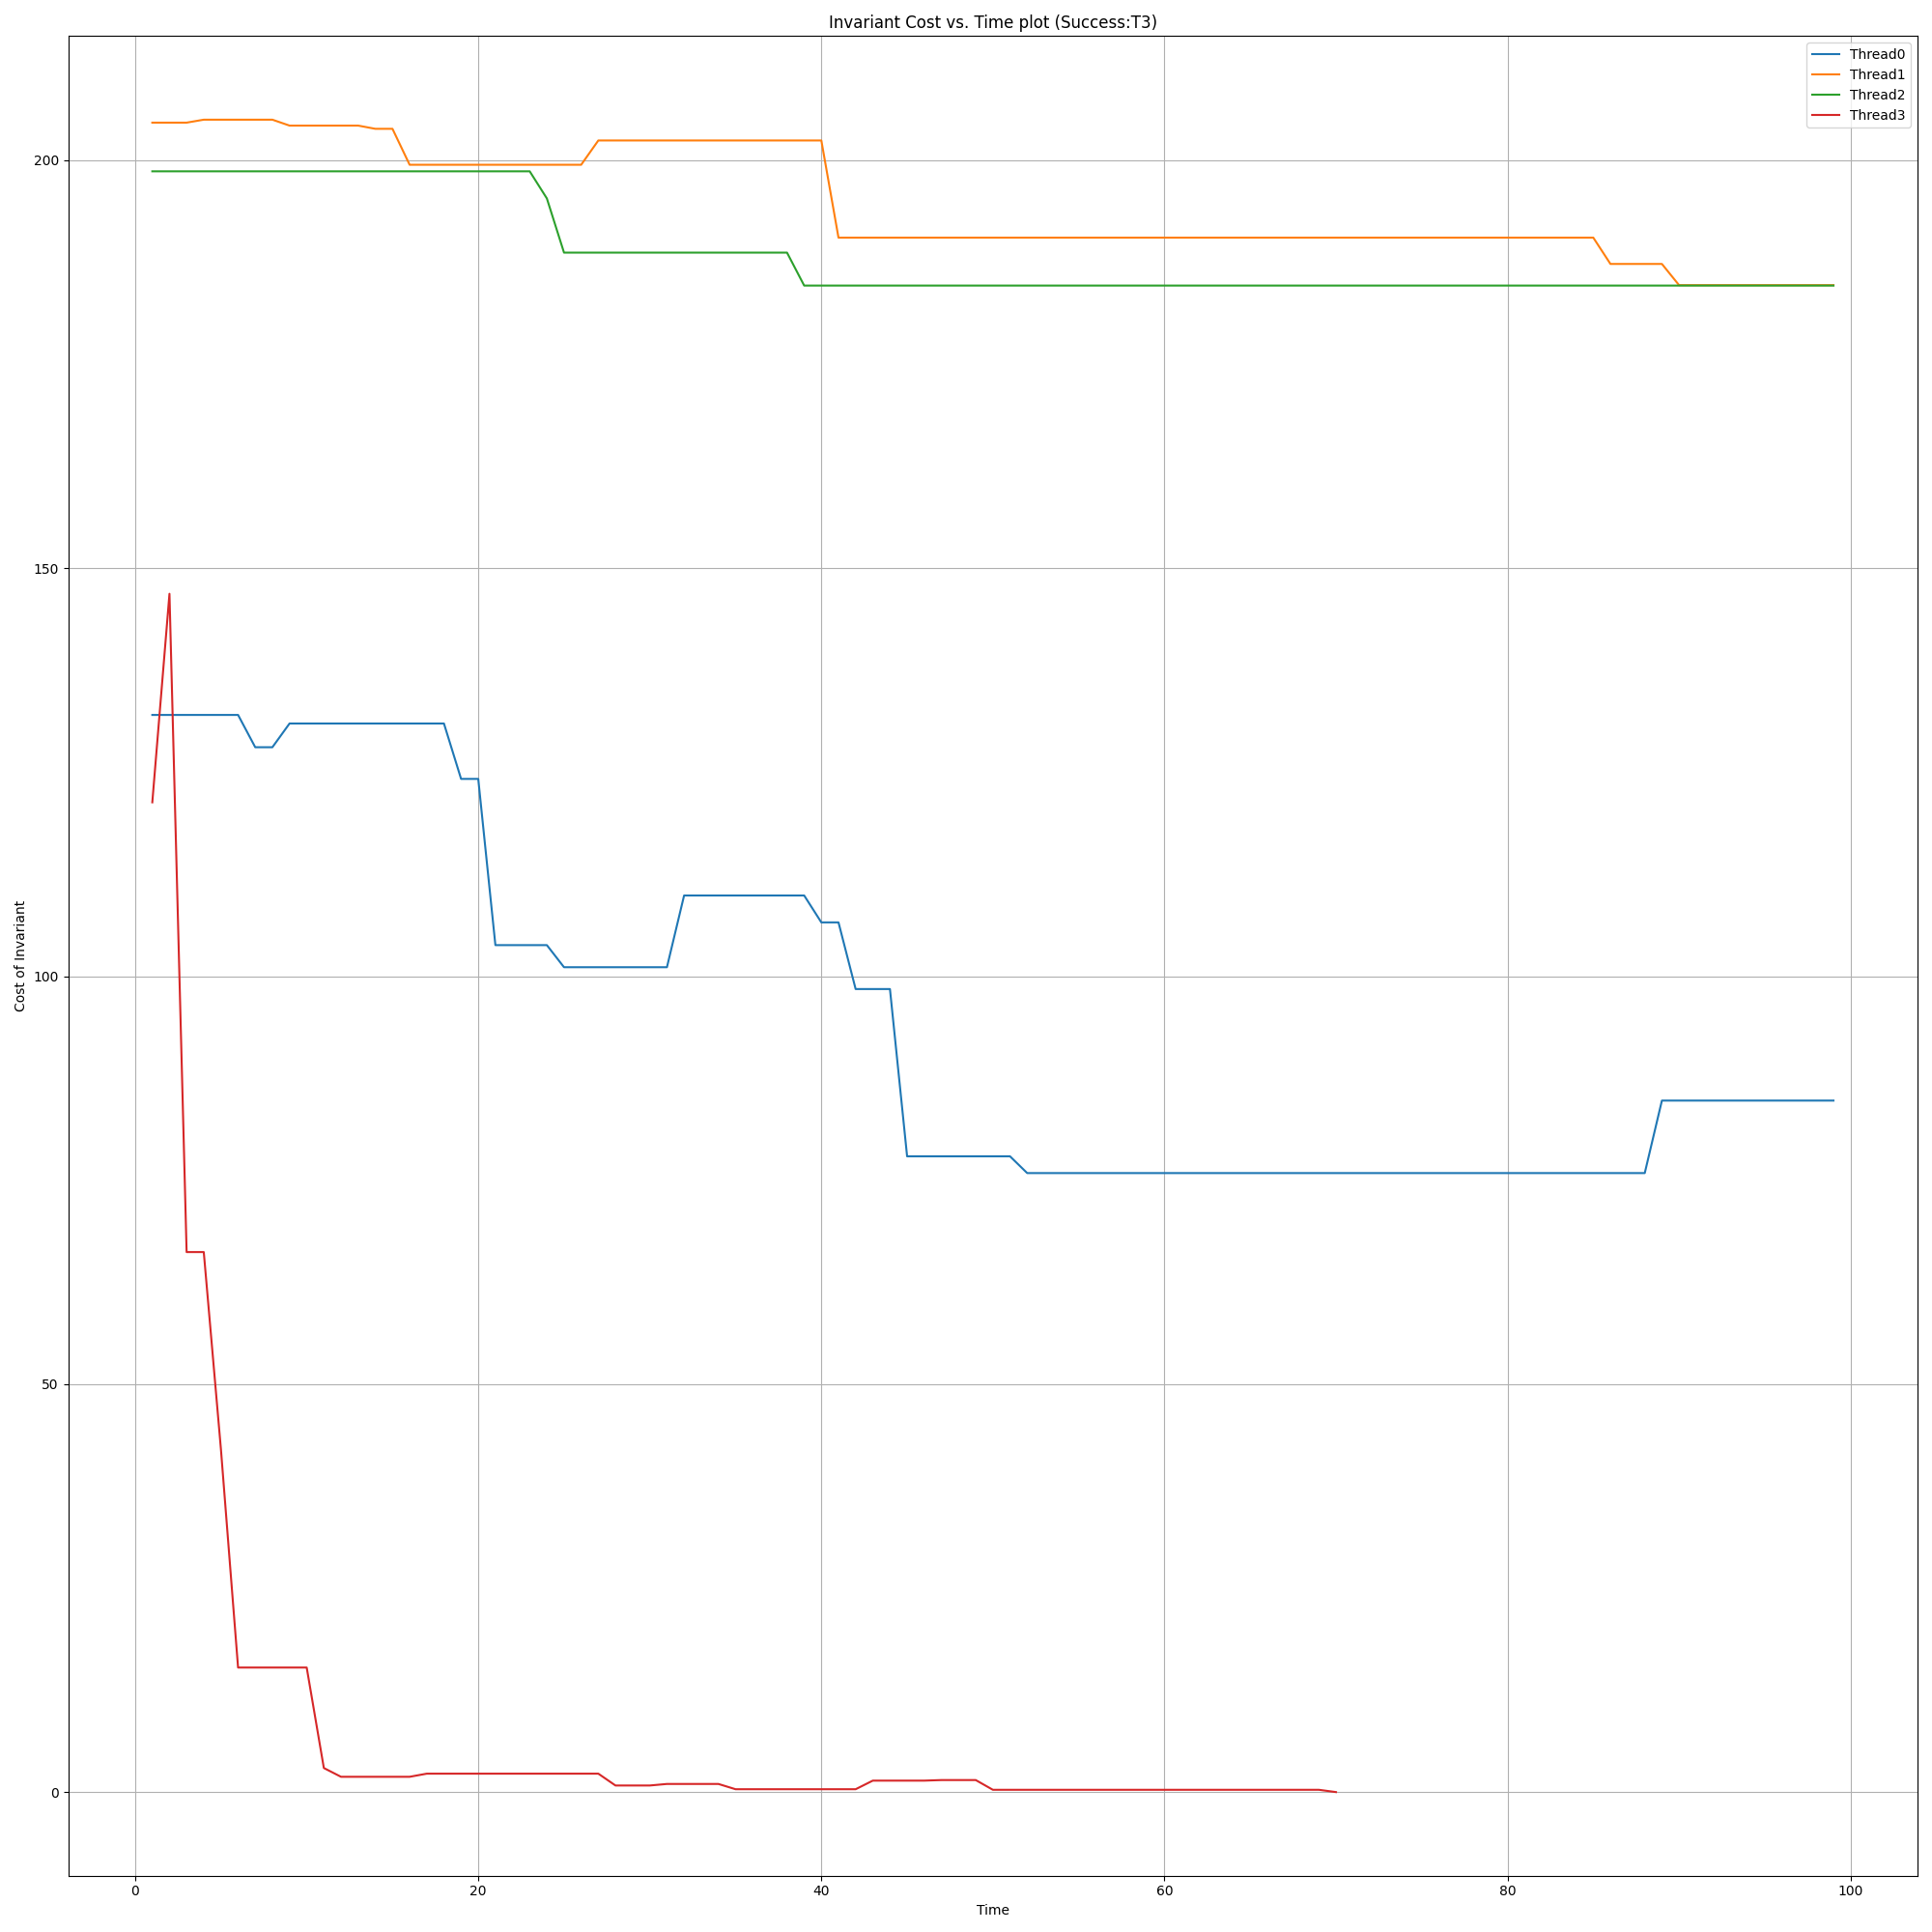 Invariant Cost vs. Time plot (Success:T3)
Thread0
Thread1
Thread2
Thread3
200
150
100
50
0
Cost of Invariant
0 20 40 60 80 100
Time